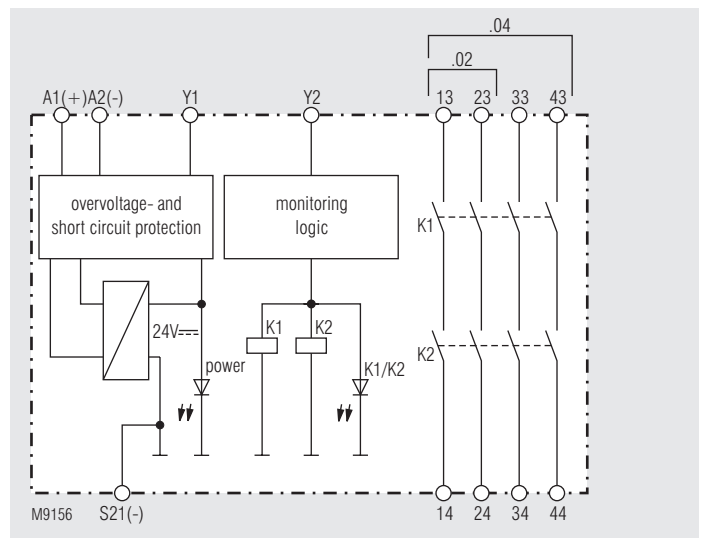 .04
.02
A1(+) A2(-) Y1 Y2 13 23 33 43
overvoltage- and
short circuit protection
monitoring
logic
K1
24V
K1 K2
power
K1/K2
K2
M9156 S21(-) 14 24 34 44